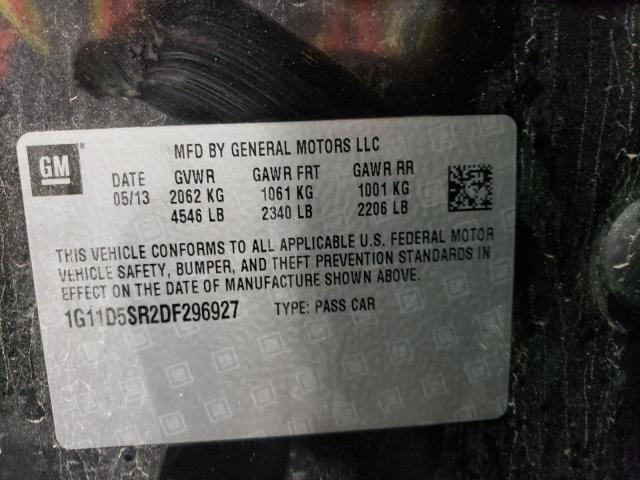 GM
MFD BY GENERAL MOTORS LLC
DATE GVWR GAWR FRT GAWR RR
05/13 2062 KG 1061 KG 1001 KG
4546 LB 2340 LB 2206 LB
THIS VEHICLE CONFORMS TO ALL APPLICABLE U.S. FEDERAL MOTOR
VEHICLE SAFETY, BUMPER, AND THEFT PREVENTION STANDARDS IN
EFFECT ON THE DATE OF MANUFACTURE SHOWN ABOVE.
1G11D5SR2DF296927 TYPE: PASS CAR